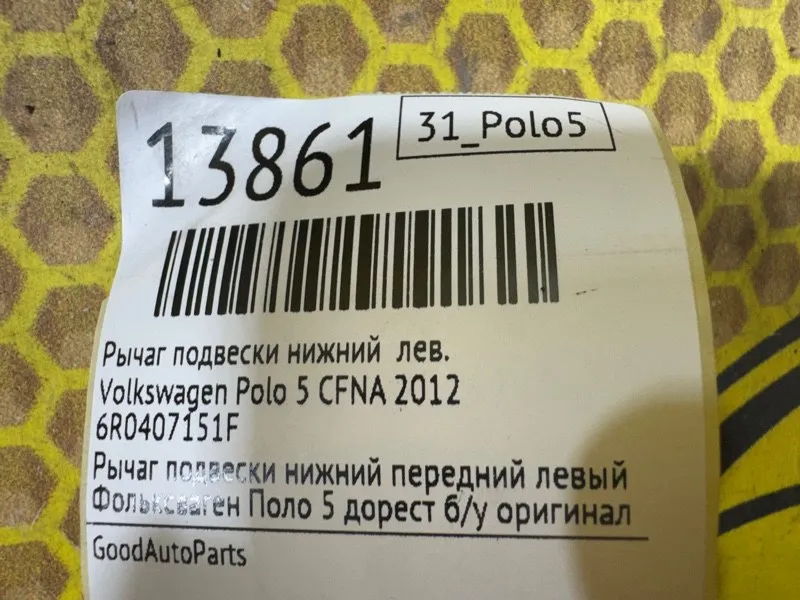 13861
31_Polo5
Рычаг подвески нижний лев.
Volkswagen Polo 5 CFNA 2012
6R0407151F
Рычаг подвески нижний передний левый
Фольксваген Поло 5 дорест б/у оригинал
GoodAutoParts